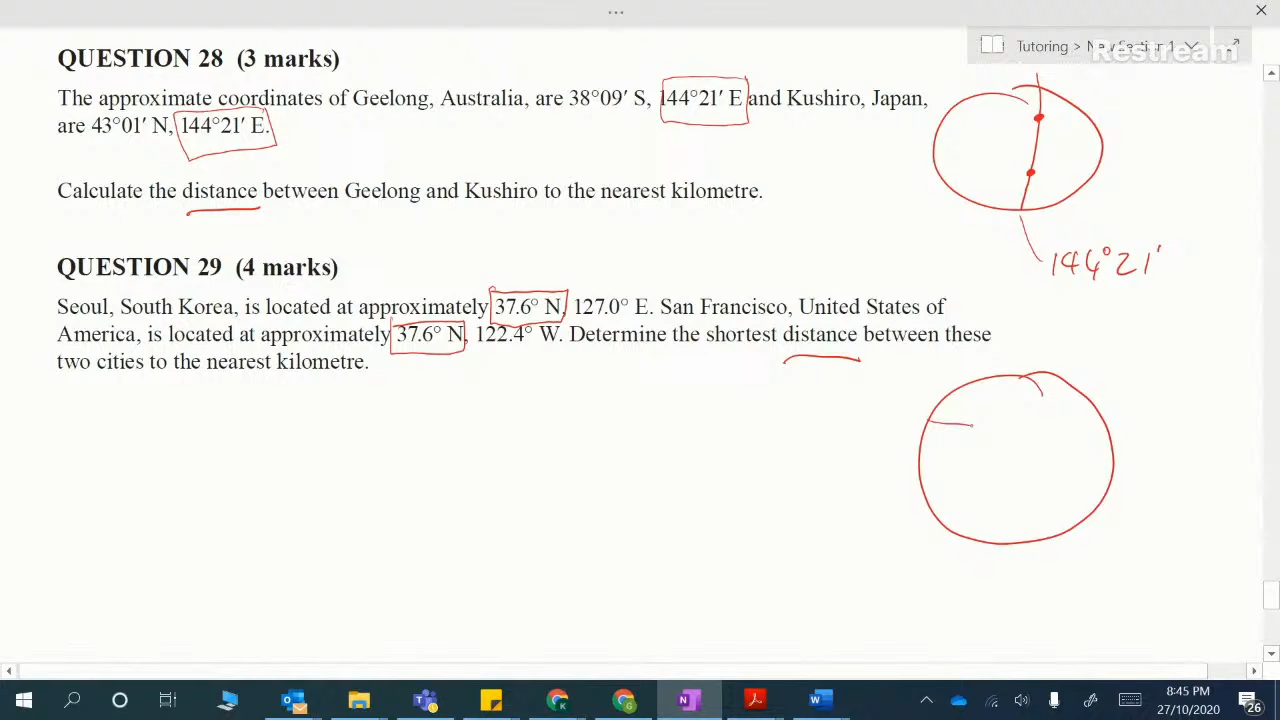 Tutoring > New Section 1
Restream
QUESTION 28 (3 marks)
The approximate coordinates of Geelong, Australia, are 38°09′ S, 144°21′ E and Kushiro, Japan,
are 43°01′ N, 144°21′ E.
Calculate the distance between Geelong and Kushiro to the nearest kilometre.
144°21′
QUESTION 29 (4 marks)
Seoul, South Korea, is located at approximately 37.6° N, 127.0° E. San Francisco, United States of
America, is located at approximately 37.6° N, 122.4° W. Determine the shortest distance between these
two cities to the nearest kilometre.
8:45 PM
27/10/2020
26